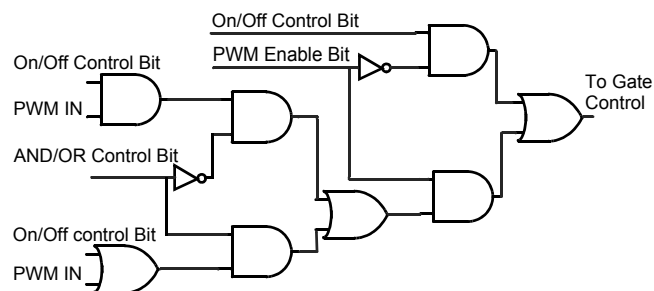 On/Off Control Bit
PWM Enable Bit
On/Off Control Bit
PWM IN
To Gate
Control
AND/OR Control Bit
On/Off control Bit
PWM IN